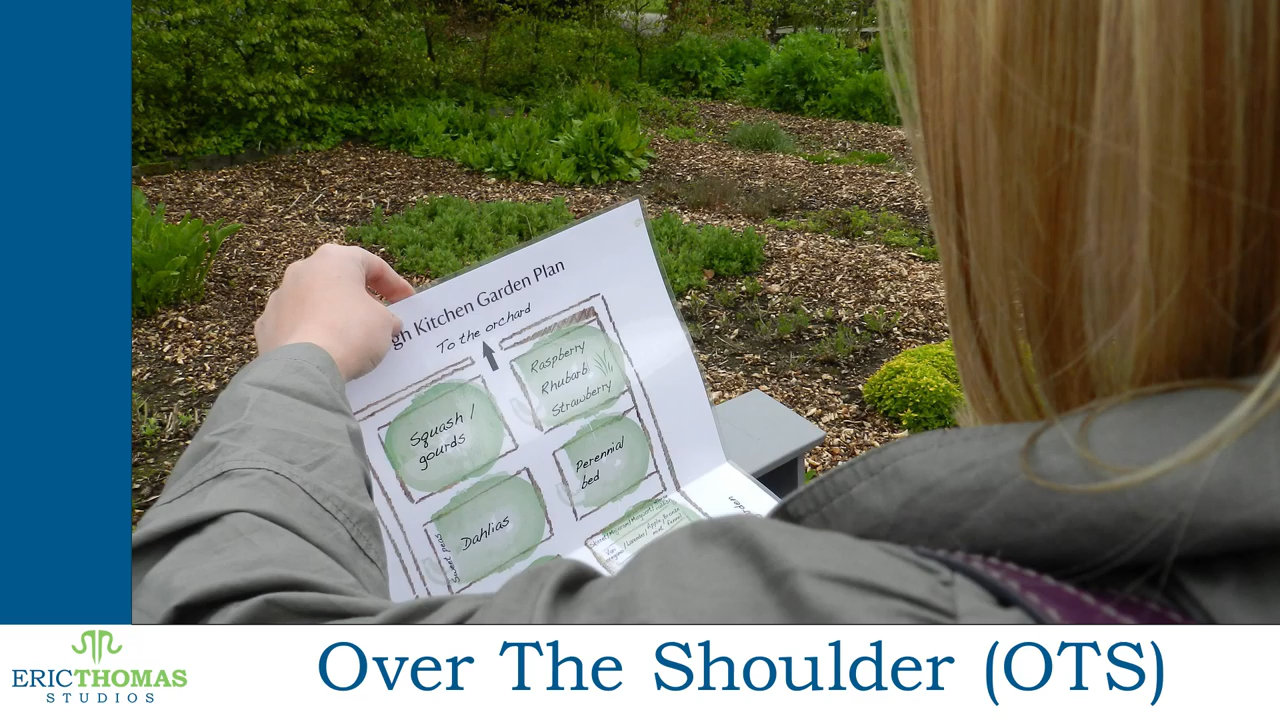 gh Kitchen Garden Plan
To the orchard
Raspberry
Rhubarb
Strawberry
Squash /
gourds
Perennial
bed
Dahlias
Sweet peas
arden
ERICTHOMAS
STUDIOS
Over The Shoulder (OTS)